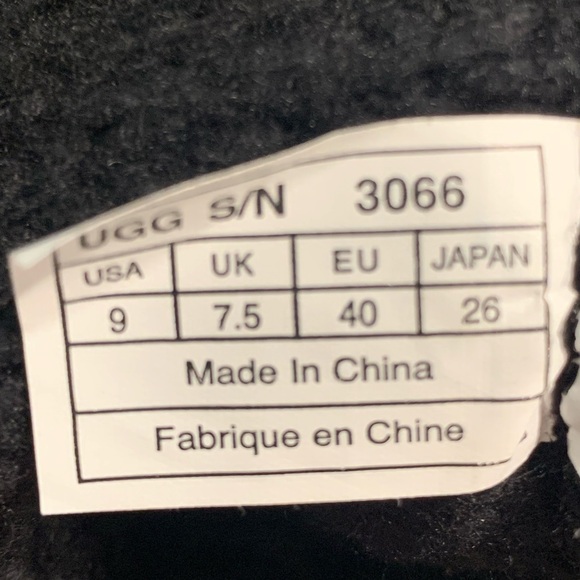 UGG S/N 3066
USA UK EU JAPAN
9 7.5 40 26
Made In China
Fabrique en Chine